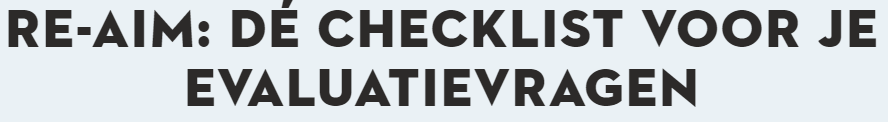 RE-AIM: DÉ CHECKLIST VOOR JE
EVALUATIEVRAGEN